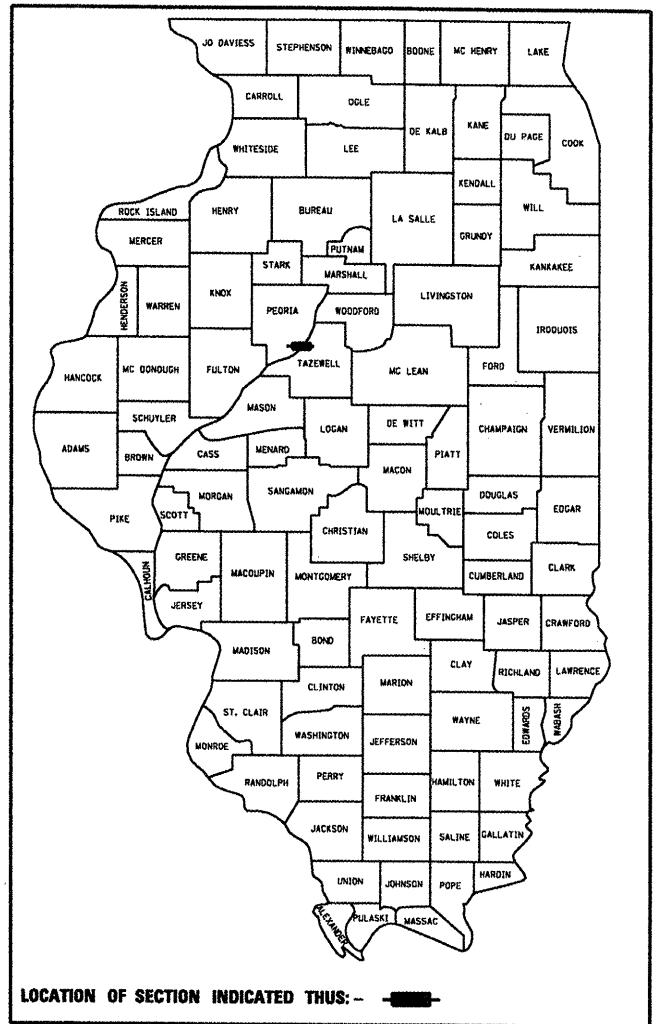 JO DAVIESS STEPHENSON WINNEBAGO BOONE MC HENRY LAKE
CARROLL OGLE DE KALB KANE DU PAGE COOK
WHITESIDE LEE
KENDALL
ROCK ISLAND HENRY BUREAU LA SALLE WILL
MERCER PUTNAM GRUNDY
STARK MARSHALL KANKAKEE
HENDERSON WARREN KNOX PEORIA WOODFORD LIVINGSTON IROQUOIS
HANCOCK MC DONOUGH FULTON TAZEWELL MC LEAN FORD
SCHUYLER MASON LOGAN DE WITT CHAMPAIGN VERMILION
ADAMS BROWN CASS MENARD MACON PIATT
PIKE SCOTT MORGAN SANGAMON MOULTRIE DOUGLAS EDGAR
CHRISTIAN COLES
CALHOUN GREENE MACOUPIN MONTGOMERY SHELBY CUMBERLAND CLARK
JERSEY FAYETTE EFFINGHAM JASPER CRAWFORD
MADISON BOND
CLINTON MARION CLAY RICHLAND LAWRENCE
ST. CLAIR WASHINGTON JEFFERSON WAYNE EDWARDS WABASH
MONROE
RANDOLPH PERRY FRANKLIN HAMILTON WHITE
JACKSON WILLIAMSON SALINE GALLATIN
UNION JOHNSON POPE HARDIN
ALEXANDER PULASKI MASSAC
LOCATION OF SECTION INDICATED THUS: –